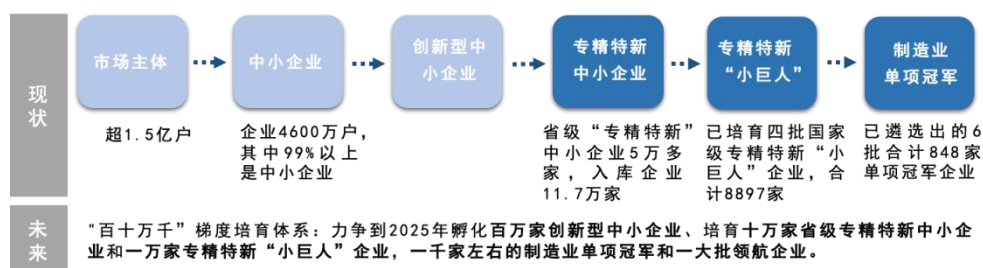 现状
市场主体
中小企业
创新型中
小企业
专精特新
中小企业
专精特新
“小巨人”
制造业
单项冠军
超1.5亿户
企业4600万户，
其中99%以上
是中小企业
省级“专精特新”
中小企业5万多
家，入库企业
11.7万家
已培育四批国家
级专精特新“小
巨人”企业，合
计8897家
已遴选出的6
批合计848家
单项冠军企业
未来
"百十万千”梯度培育体系：力争到2025年孵化百万家创新型中小企业、培育十万家省级专精特新中小企
业和一万家专精特新“小巨人”企业，一千家左右的制造业单项冠军和一大批领航企业。